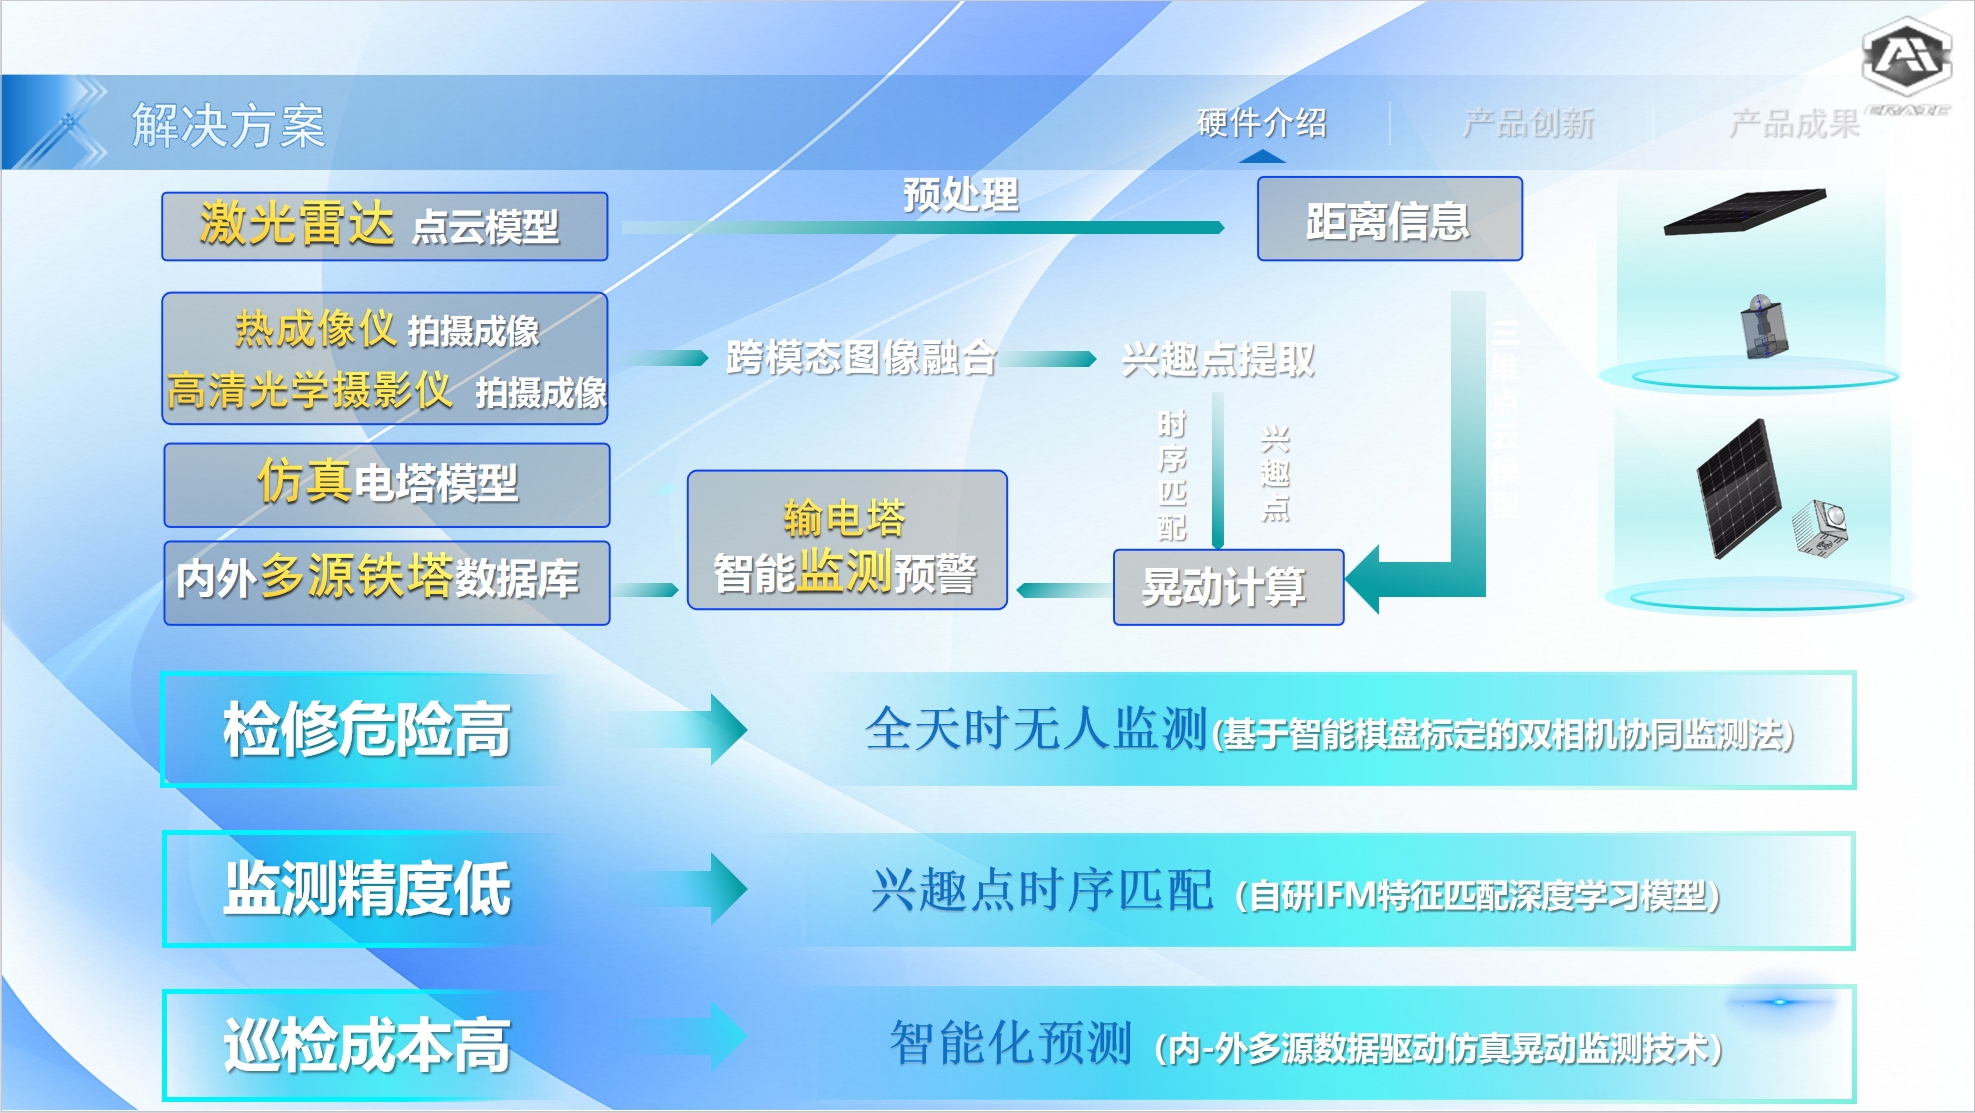 解决方案
硬件介绍
产品创新
产品成果
激光雷达 点云模型
预处理
距离信息
热成像仪 拍摄成像
高清光学摄影仪 拍摄成像
跨模态图像融合
兴趣点提取
三维点云模型
时序匹配
兴趣点
仿真电塔模型
内外多源铁塔数据库
输电塔
智能监测预警
晃动计算
检修危险高
全天时无人监测(基于智能棋盘标定的双相机协同监测法)
监测精度低
兴趣点时序匹配（自研IFM特征匹配深度学习模型）
巡检成本高
智能化预测（内-外多源数据驱动仿真晃动监测技术）